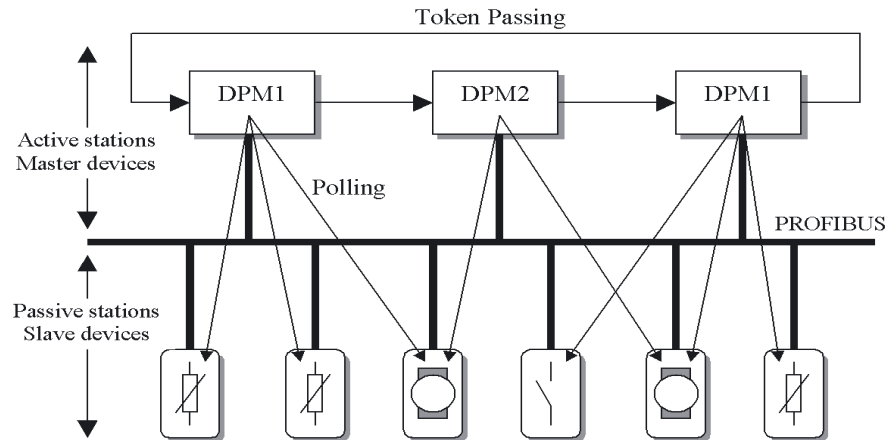 Token Passing
DPM1
DPM2
DPM1
Active stations
Master devices
Polling
PROFIBUS
Passive stations
Slave devices